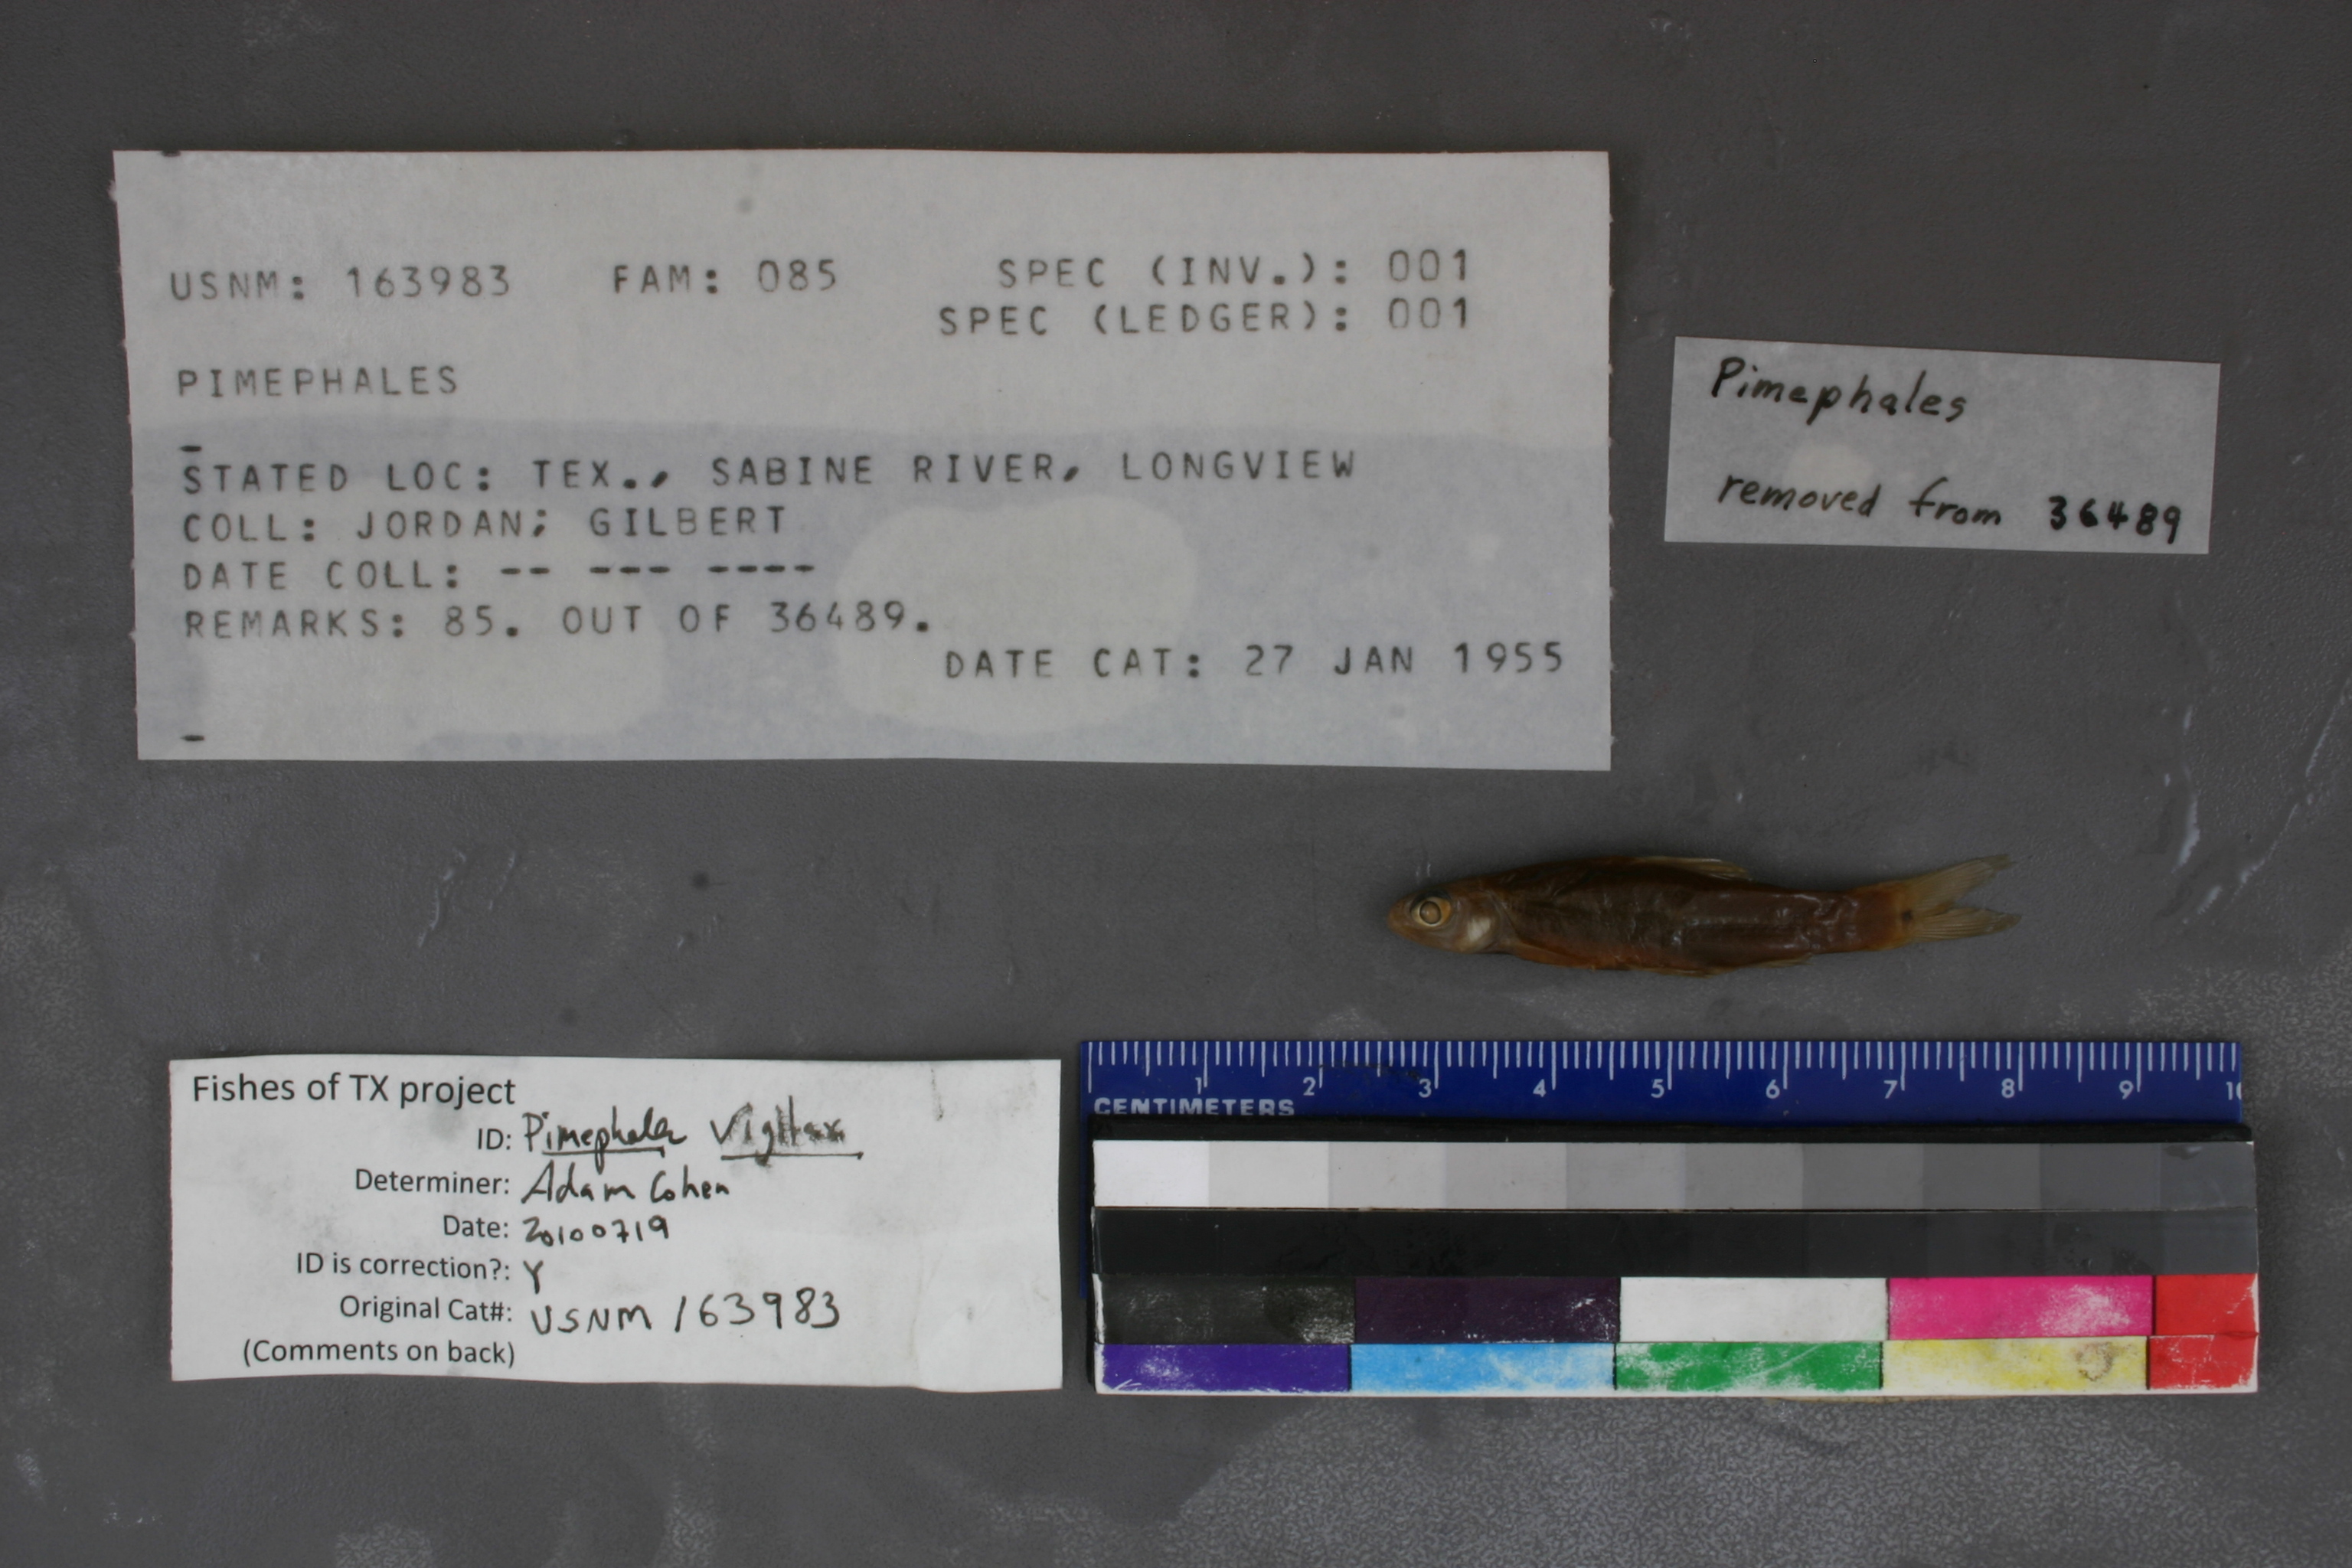 USNM: 163983 FAM: 085 SPEC (INV.): 001
SPEC (LEDGER): 001
PIMEPHALES
STATED LOC: TEX., SABINE RIVER, LONGVIEW
COLL: JORDAN; GILBERT
DATE COLL: -- --- ----
REMARKS: 85. OUT OF 36489.
DATE CAT: 27 JAN 1955
Pimephales
removed from 36489
Fishes of TX project
ID: Pimephales vigilax
Determiner: Adam Cohen
Date: 20100719
ID is correction?: Y
Original Cat#: USNM 163983
(Comments on back)
1 2 3 4 5 6 7 8 9 10
CENTIMETERS